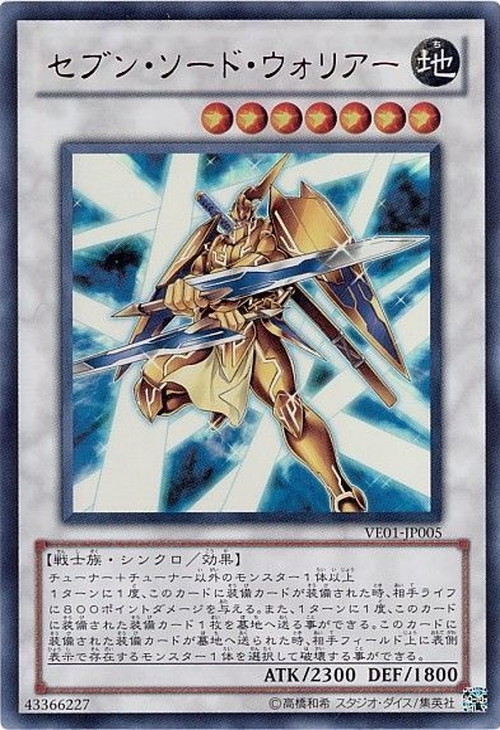 セブン・ソード・ウォリアー
地
VE01-JP005
【戦士族・シンクロ/効果】
チューナー+チューナー以外のモンスター1体以上
1ターンに1度、このカードに装備カードが装備された時、相手ライフ
に800ポイントダメージを与える。また、1ターンに1度、このカード
に装備された装備カード1枚を墓地へ送る事ができる。このカードに
装備された装備カードが墓地へ送られた時、相手フィールド上に表側
表示で存在するモンスター1体を選択して破壊する事ができる。
ATK/2300 DEF/1800
43366227 ©高橋和希 スタジオ・ダイス/集英社